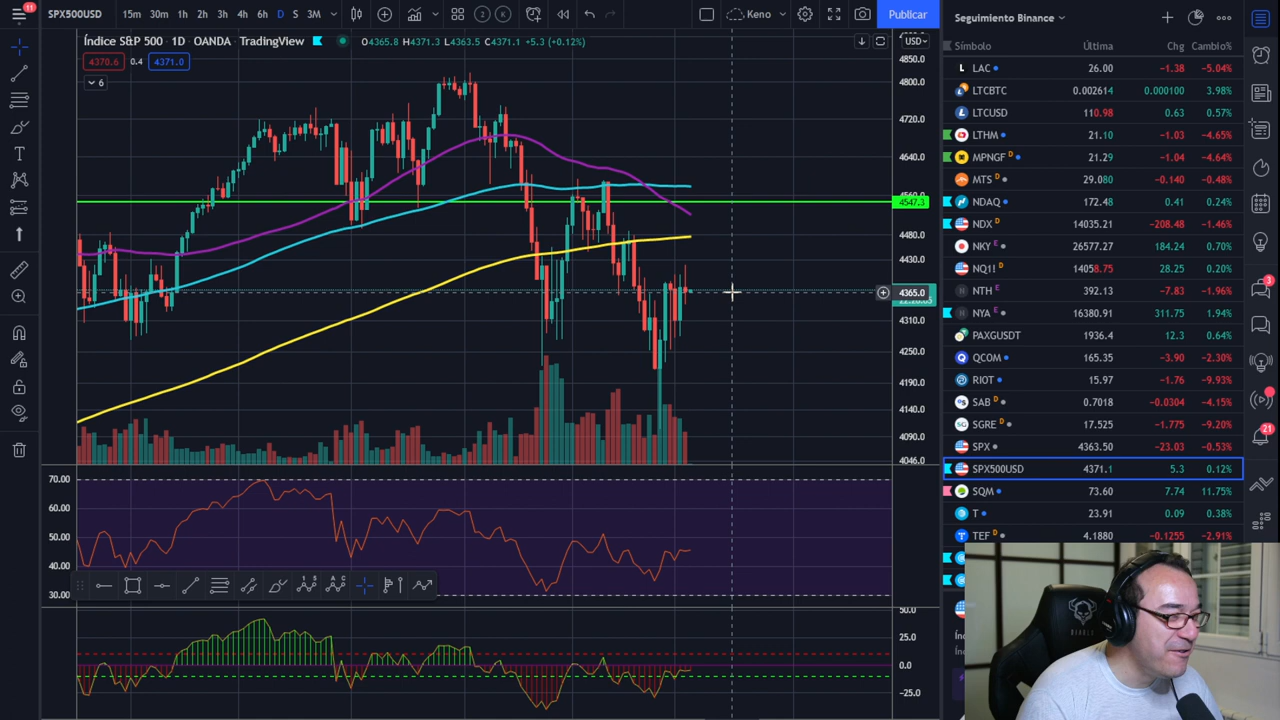 11
SPX500USD
15m 30m 1h 2h 3h 4h 6h D S 3M
2 K
Keno
Publicar
Índice S&P 500 · 1D · OANDA · TradingView
O4365.8 H4371.3 L4363.5 C4371.1 +5.3 (+0.12%)
4370.6 0.4 4371.0
6
USD
4850.0
4800.0
4720.0
4640.0
4560.0
4547.3
4480.0
4430.0
4365.0
4310.0
4250.0
4190.0
4140.0
4090.0
4046.0
70.00
60.00
50.00
40.00
30.00
50.0
25.0
0.0
−25.0
Seguimiento Binance
Símbolo Última Chg Cambio%
LAC 26.00 −1.38 −5.04%
LTCBTC 0.002614 0.000100 3.98%
LTCUSD 110.98 0.63 0.57%
LTHM 21.10 −1.03 −4.65%
MPNGF D 21.29 −1.04 −4.64%
MTS D 29.080 −0.140 −0.48%
NDAQ 172.48 0.41 0.24%
NDX D 14035.21 −208.48 −1.46%
NKY E 26577.27 184.24 0.70%
NQ1! D 14058.75 28.25 0.20%
NTH E 392.13 −7.83 −1.96%
NYA E 16380.91 311.75 1.94%
PAXGUSDT 1936.4 12.3 0.64%
QCOM 165.35 −3.90 −2.30%
RIOT 15.97 −1.76 −9.93%
SAB D 0.7018 −0.0304 −4.15%
SGRE D 17.525 −1.775 −9.20%
SPX 4363.50 −23.03 −0.53%
SPX500USD 4371.1 5.3 0.12%
SQM 73.60 7.74 11.75%
T 23.91 0.09 0.38%
TEF D 4.1880 −0.1255 −2.91%
3
21